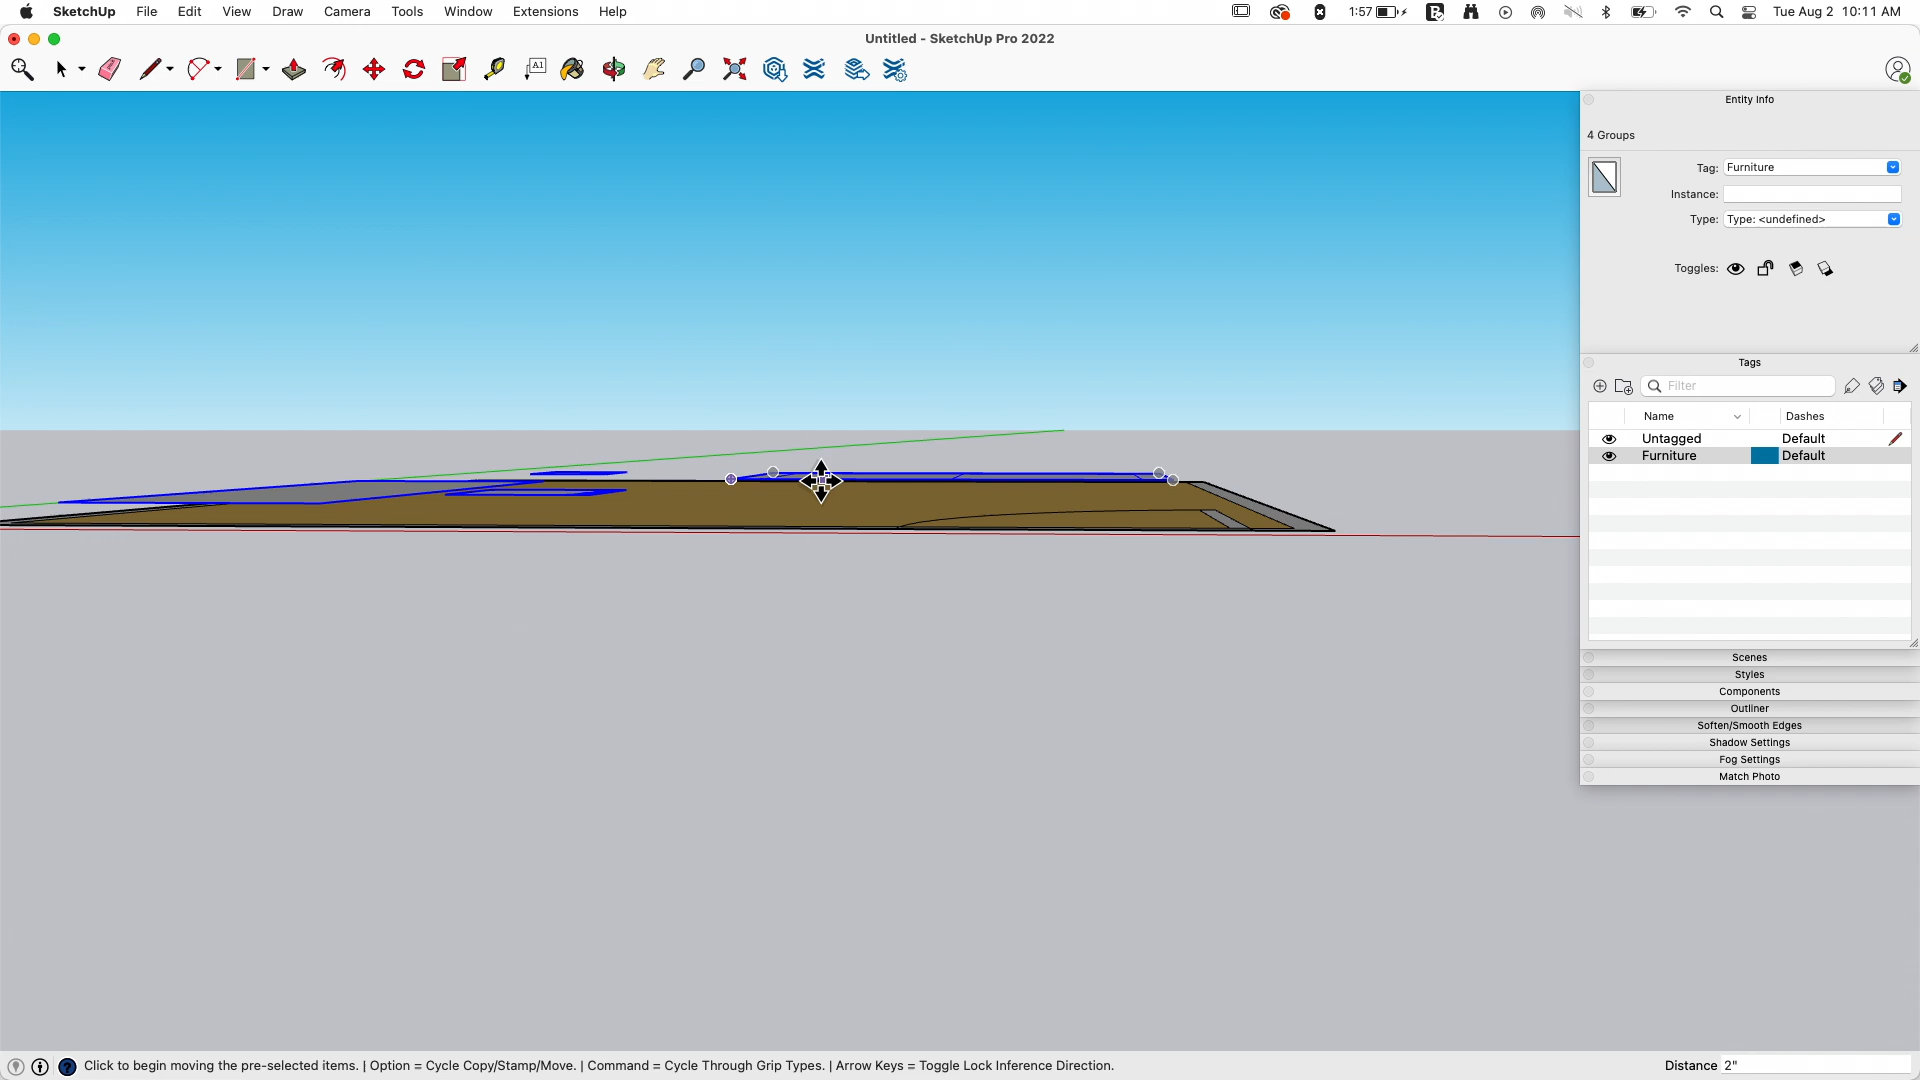 SketchUp File Edit View Draw Camera Tools Window Extensions Help 1:57 Tue Aug 2 10:11 AM
Untitled - SketchUp Pro 2022
A1
Entity Info
4 Groups
Tag: Furniture
Instance:
Type: Type: <undefined>
Toggles:
Tags
Filter
Name Dashes
Untagged Default
Furniture Default
Scenes
Styles
Components
Outliner
Soften/Smooth Edges
Shadow Settings
Fog Settings
Match Photo
Click to begin moving the pre-selected items. | Option = Cycle Copy/Stamp/Move. | Command = Cycle Through Grip Types. | Arrow Keys = Toggle Lock Inference Direction. Distance 2"